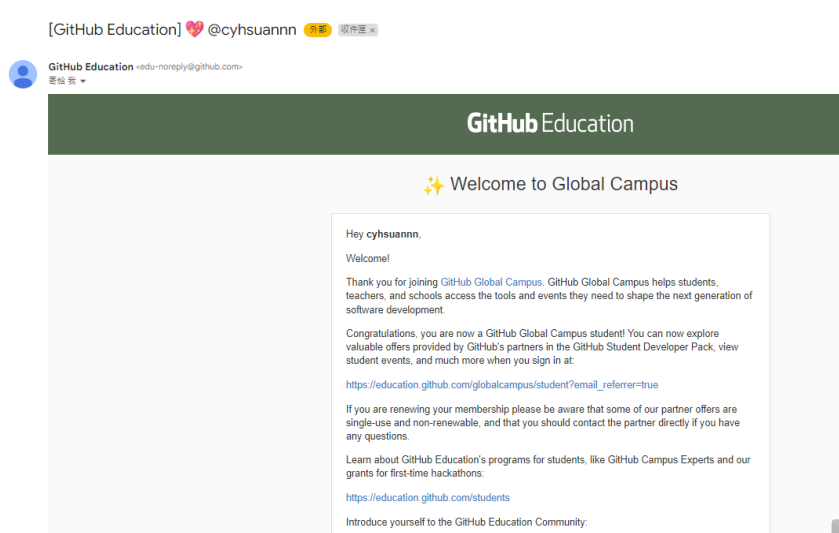 [GitHub Education] 💖 @cyhsuannn 外部 收件匣 x
GitHub Education <edu-noreply@github.com>
寄給 我
GitHub Education
✨ Welcome to Global Campus
Hey cyhsuannn,
Welcome!
Thank you for joining GitHub Global Campus. GitHub Global Campus helps students,
teachers, and schools access the tools and events they need to shape the next generation of
software development.
Congratulations, you are now a GitHub Global Campus student! You can now explore
valuable offers provided by GitHub's partners in the GitHub Student Developer Pack, view
student events, and much more when you sign in at:
https://education.github.com/globalcampus/student?email_referrer=true
If you are renewing your membership please be aware that some of our partner offers are
single-use and non-renewable, and that you should contact the partner directly if you have
any questions.
Learn about GitHub Education's programs for students, like GitHub Campus Experts and our
grants for first-time hackathons:
https://education.github.com/students
Introduce yourself to the GitHub Education Community: